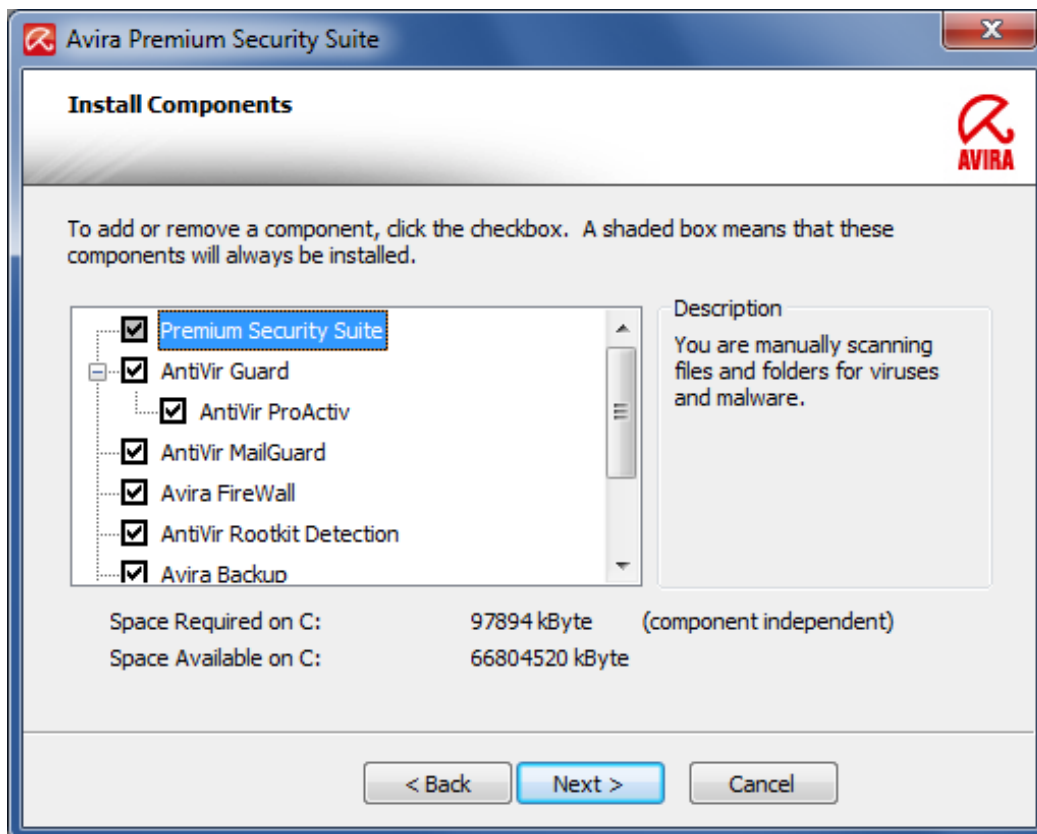 Avira Premium Security Suite
Install Components
AVIRA
To add or remove a component, click the checkbox.  A shaded box means that these
components will always be installed.
Premium Security Suite
AntiVir Guard
AntiVir ProActiv
AntiVir MailGuard
Avira FireWall
AntiVir Rootkit Detection
Avira Backup
Description
You are manually scanning
files and folders for viruses
and malware.
Space Required on C: 97894 kByte (component independent)
Space Available on C: 66804520 kByte
< Back Next > Cancel